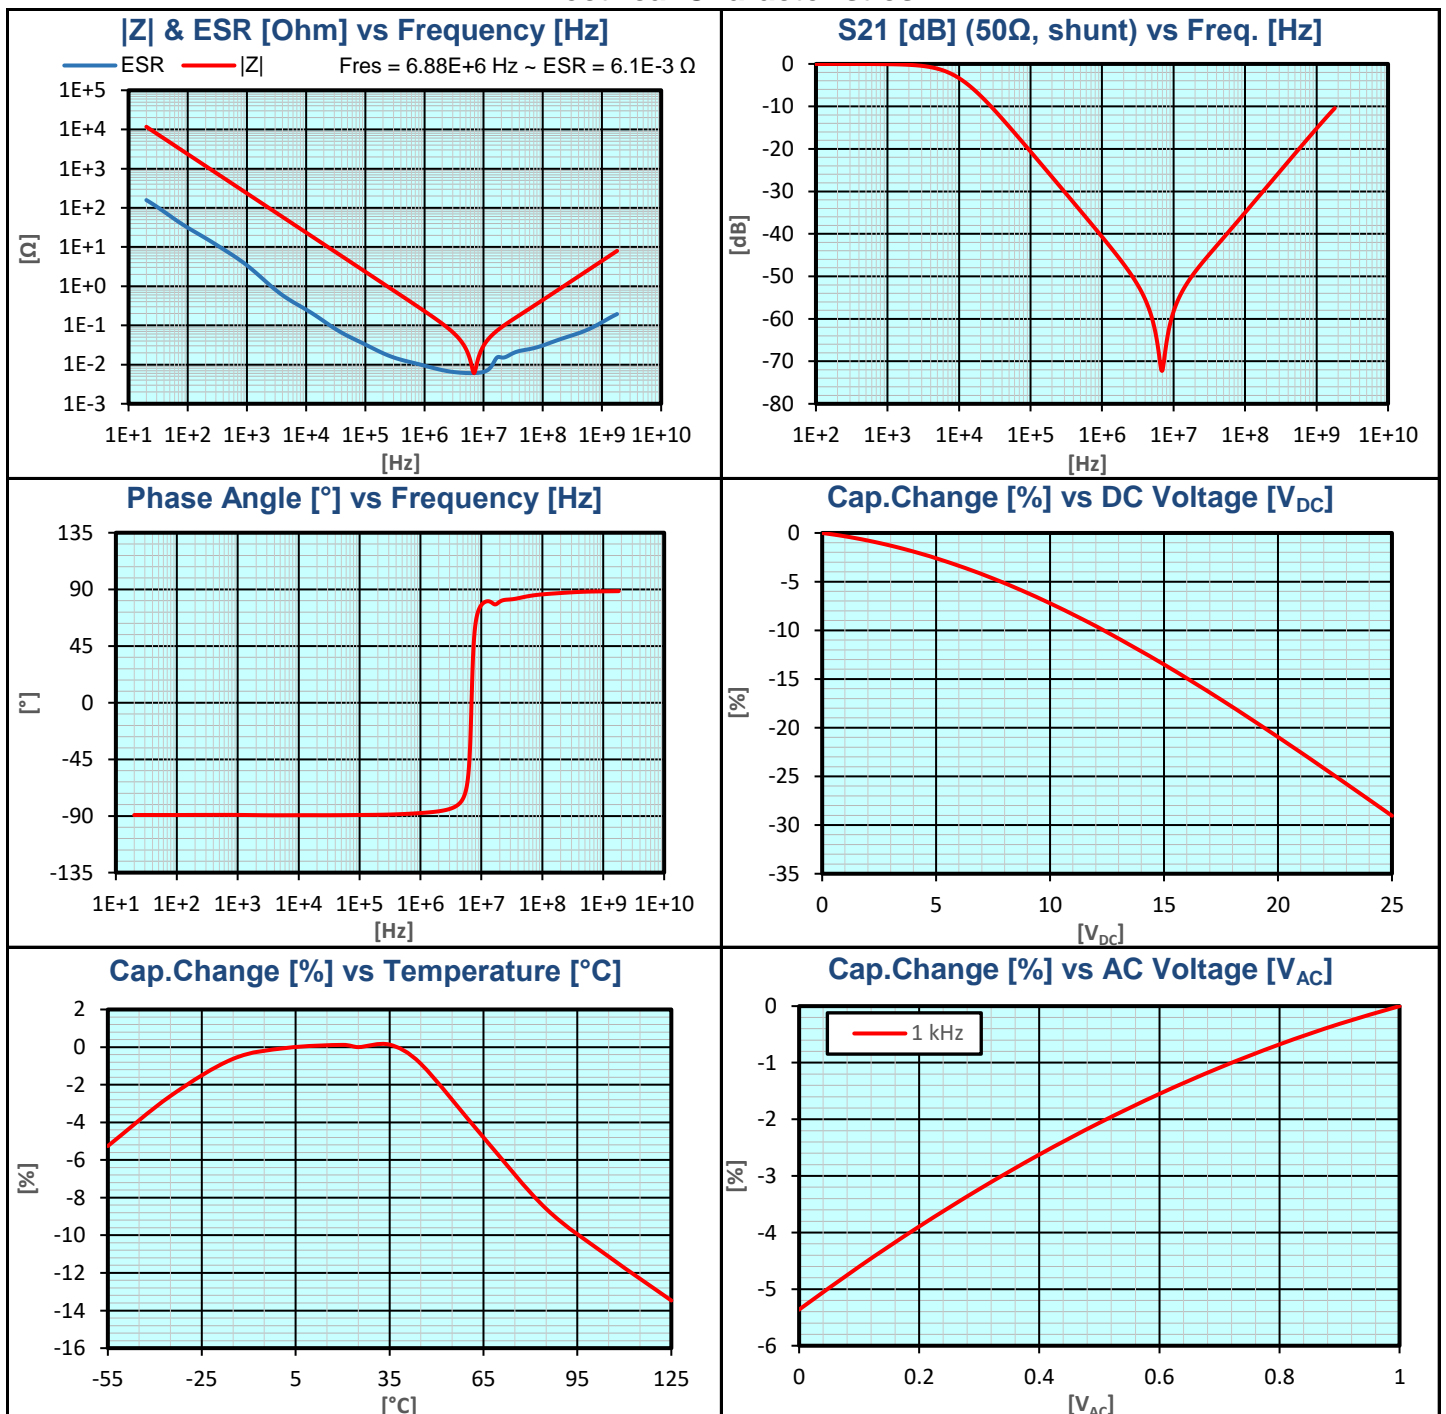 |Z| & ESR [Ohm] vs Frequency [Hz]
ESR |Z| Fres = 6.88E+6 Hz ~ ESR = 6.1E-3 Ω
1E+5
1E+4
1E+3
1E+2
1E+1
1E+0
1E-1
1E-2
1E-3
[Ω]
1E+1 1E+2 1E+3 1E+4 1E+5 1E+6 1E+7 1E+8 1E+9 1E+10
[Hz]
S21 [dB] (50Ω, shunt) vs Freq. [Hz]
0
-10
-20
-30
-40
-50
-60
-70
-80
[dB]
1E+2 1E+3 1E+4 1E+5 1E+6 1E+7 1E+8 1E+9 1E+10
[Hz]
Phase Angle [°] vs Frequency [Hz]
135
90
45
0
-45
-90
-135
[°]
1E+1 1E+2 1E+3 1E+4 1E+5 1E+6 1E+7 1E+8 1E+9 1E+10
[Hz]
Cap.Change [%] vs DC Voltage [VDC]
0
-5
-10
-15
-20
-25
-30
-35
[%]
0 5 10 15 20 25
[VDC]
Cap.Change [%] vs Temperature [°C]
2
0
-2
-4
-6
-8
-10
-12
-14
-16
[%]
-55 -25 5 35 65 95 125
[°C]
Cap.Change [%] vs AC Voltage [VAC]
1 kHz
0
-1
-2
-3
-4
-5
-6
[%]
0 0.2 0.4 0.6 0.8 1
[VAC]